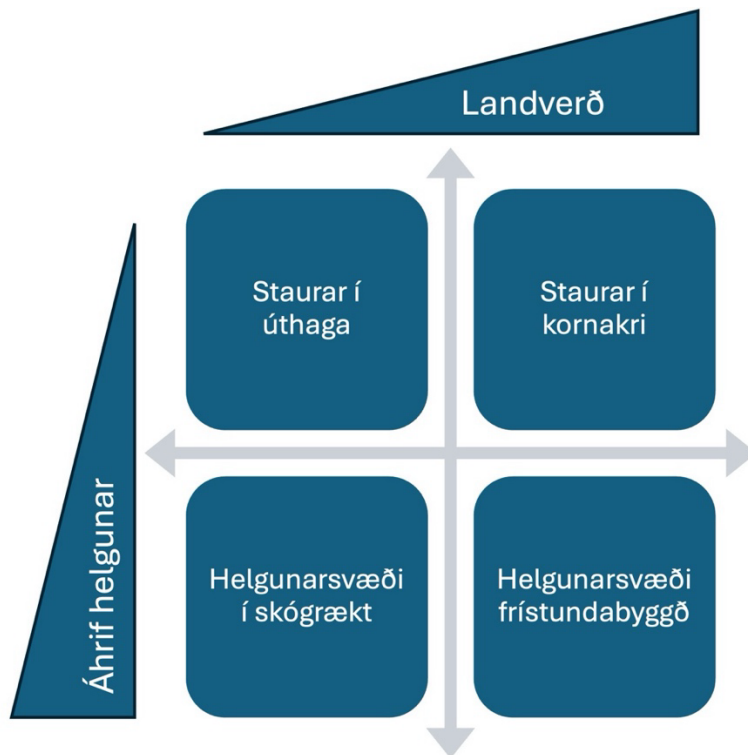 Landverð
Staurar í
úthaga
Staurar í
kornakri
Áhrif helgunar
Helgunarsvæði
í skógrækt
Helgunarsvæði
frístundabyggð